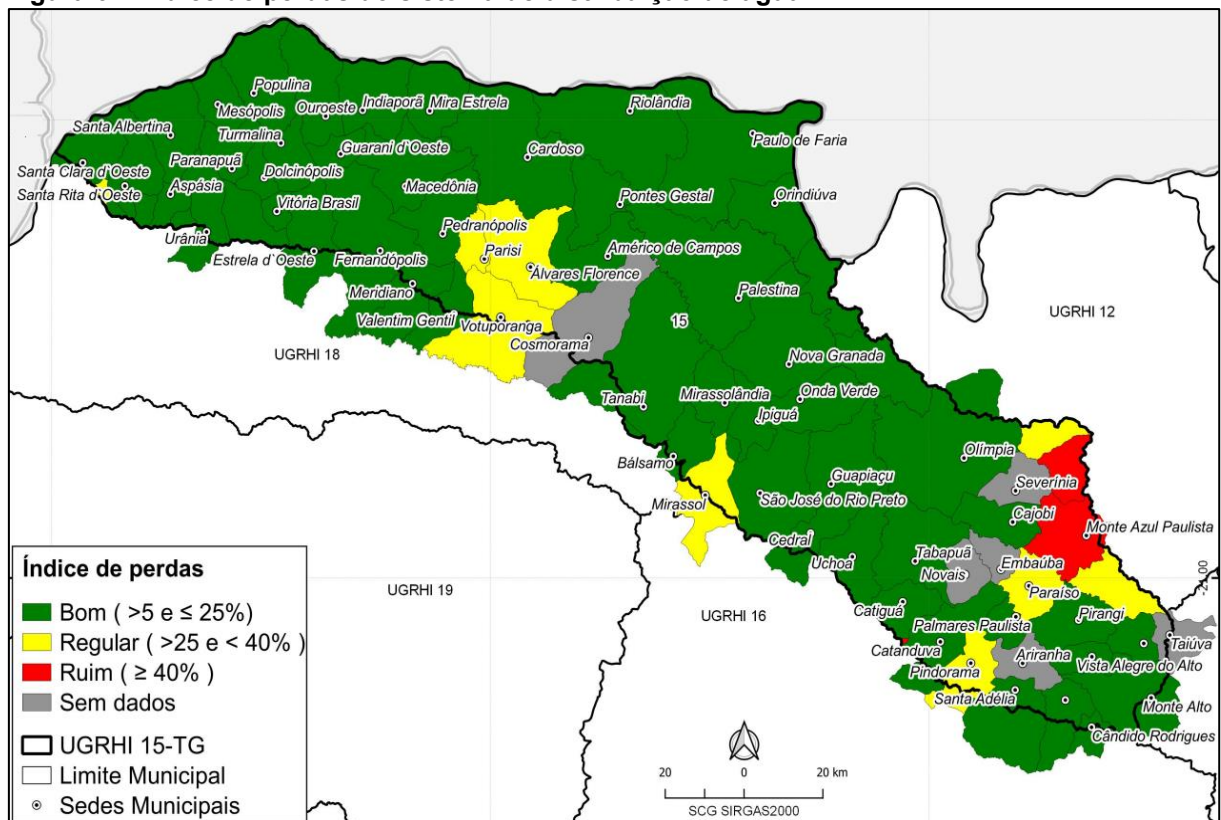 Populina
Mesópolis
Ouroeste
Indiaporã
Mira Estrela
Riolândia
Santa Albertina
Turmalina
Paulo de Faria
Guarani d`Oeste
Cardoso
Santa Clara d`Oeste
Paranapuã
Dolcinópolis
Santa Rita d`Oeste
Aspásia
Macedônia
Vitória Brasil
Pontes Gestal
Orindiúva
Urânia
Pedranópolis
Estrela d`Oeste
Fernandópolis
Parisi
Álvares Florence
Américo de Campos
Meridiano
Palestina
Valentim Gentil
Votuporanga
15
UGRHI 12
UGRHI 18
Cosmorama
Nova Granada
Tanabi
Mirassolândia
Onda Verde
Ipiguá
Bálsamo
Olímpia
Guapiaçu
Severínia
Mirassol
São José do Rio Preto
Cajobi
Monte Azul Paulista
Cedral
Uchoa
Tabapuã
Embaúba
Novais
Paraíso
UGRHI 19
UGRHI 16
Catiguá
Palmares Paulista
Pirangi
Catanduva
Ariranha
Taiúva
Pindorama
Vista Alegre do Alto
Santa Adélia
Monte Alto
Cândido Rodrigues
Índice de perdas
Bom ( >5 e ≤ 25%)
Regular ( >25 e < 40% )
Ruim ( ≥ 40% )
Sem dados
UGRHI 15-TG
Limite Municipal
Sedes Municipais
20 0 20 km
SCG SIRGAS2000